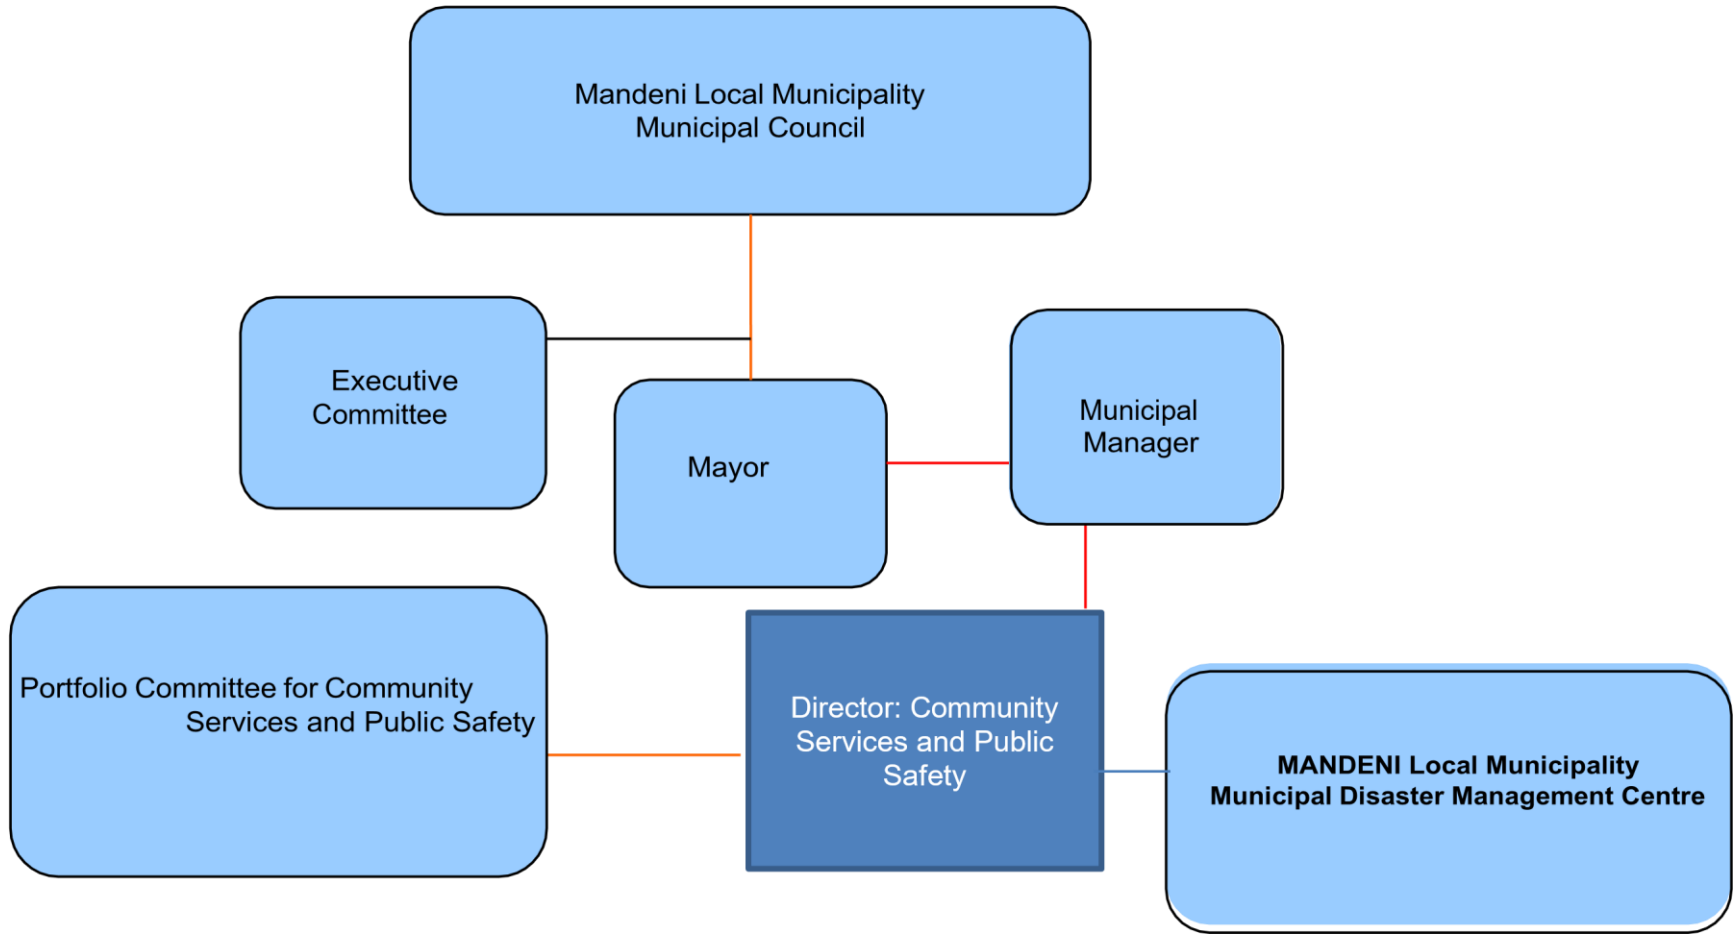 Mandeni Local Municipality
Municipal Council
Executive
Committee
Mayor
Municipal
Manager
Portfolio Committee for Community
Services and Public Safety
Director: Community
Services and Public
Safety
MANDENI Local Municipality
Municipal Disaster Management Centre